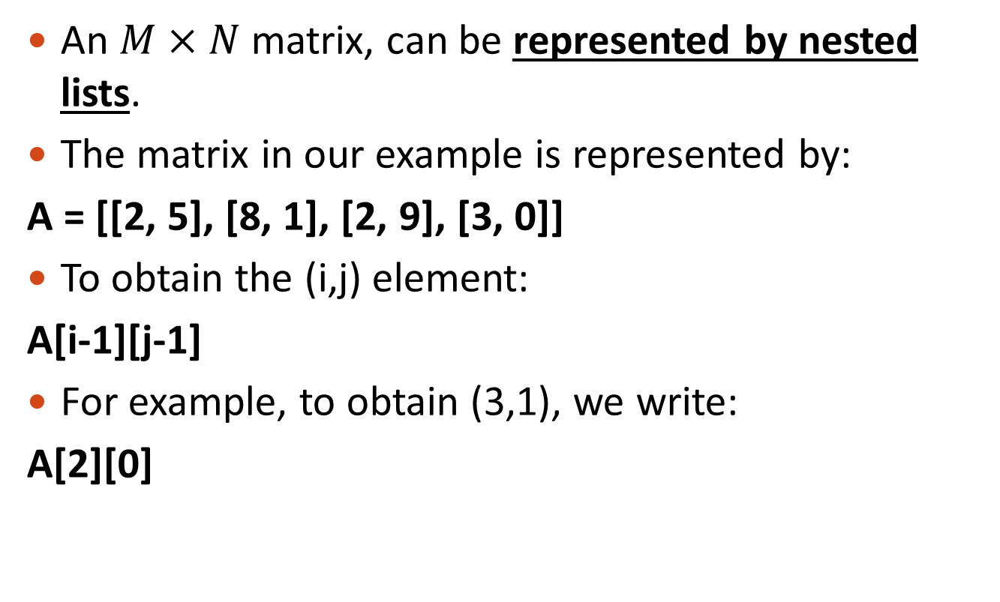 • An 𝑀 × 𝑁 matrix, can be represented by nested
lists.
• The matrix in our example is represented by:
A = [[2, 5], [8, 1], [2, 9], [3, 0]]
• To obtain the (i,j) element:
A[i-1][j-1]
• For example, to obtain (3,1), we write:
A[2][0]